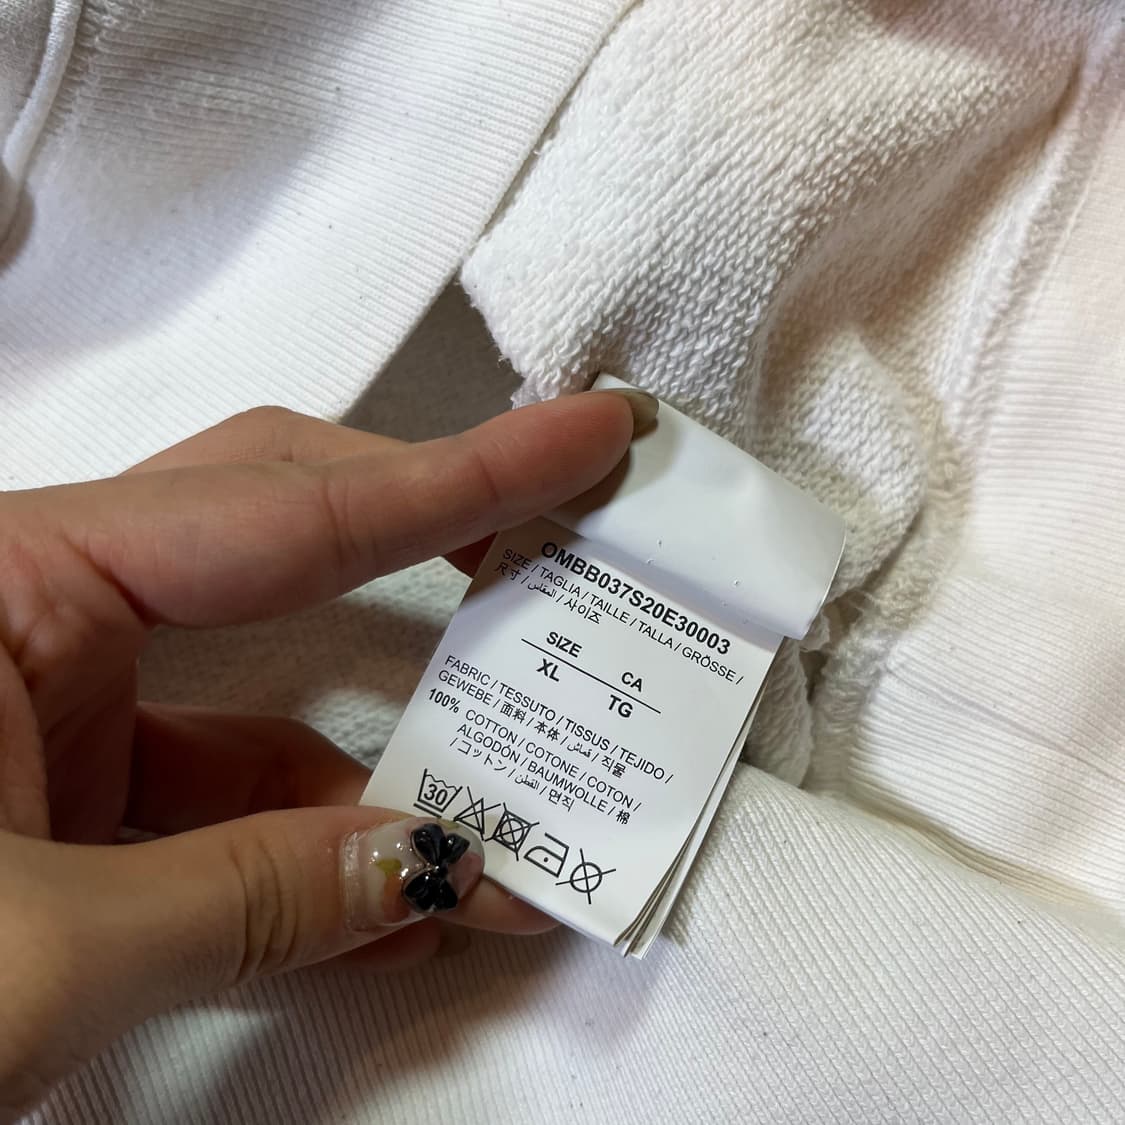 OMBB037S20E30003
SIZE / TAGLIA / TAILLE / TALLA / GRÖSSE /
尺寸 / المقاس / 사이즈
SIZE CA
XL TG
FABRIC / TESSUTO / TISSUS / TEJIDO /
GEWEBE / 面料 / 本体 / قماش / 직물
100% COTTON / COTONE / COTON /
ALGODÓN / BAUMWOLLE / 棉
/ コットン / القطن / 면직
30